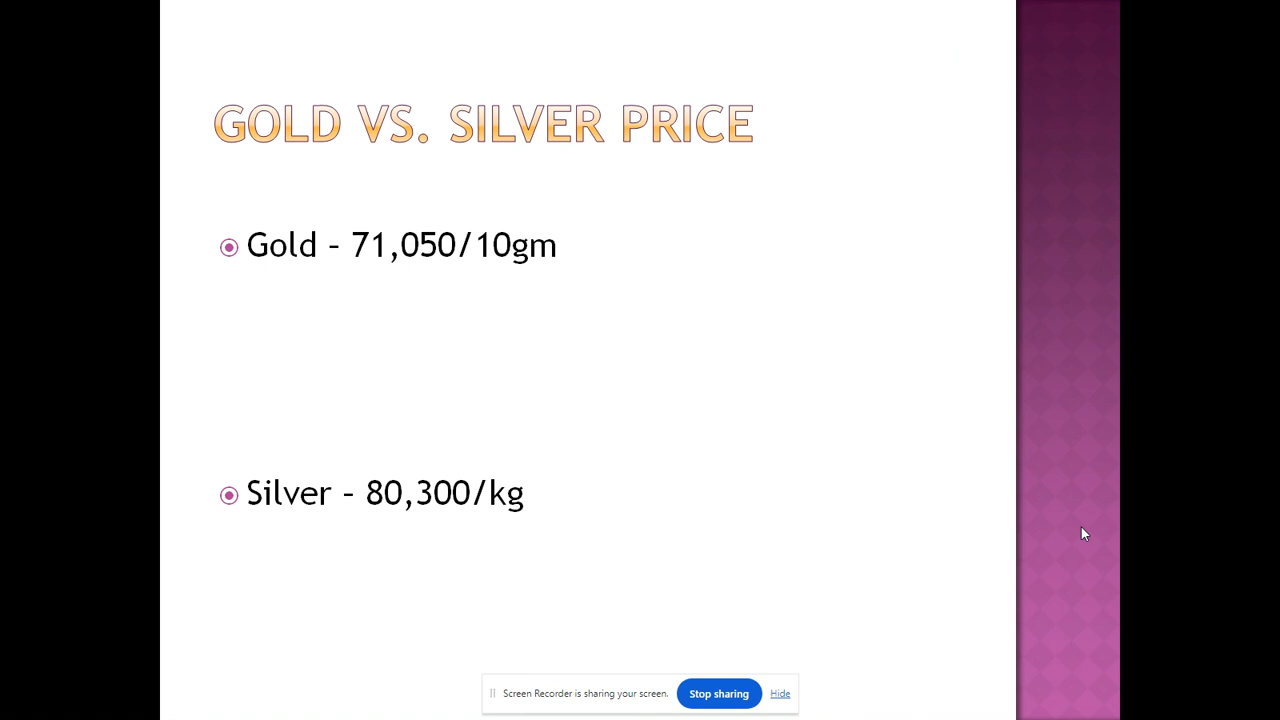 GOLD VS. SILVER PRICE
Gold – 71,050/10gm
Silver – 80,300/kg
Screen Recorder is sharing your screen. Stop sharing Hide